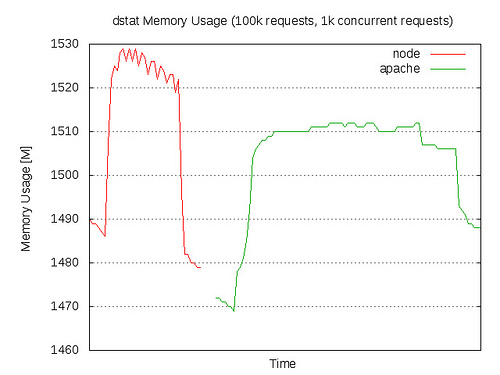 dstat Memory Usage (100k requests, 1k concurrent requests)
node
apache
1530
1520
1510
1500
1490
1480
1470
1460
Memory Usage [M]
Time